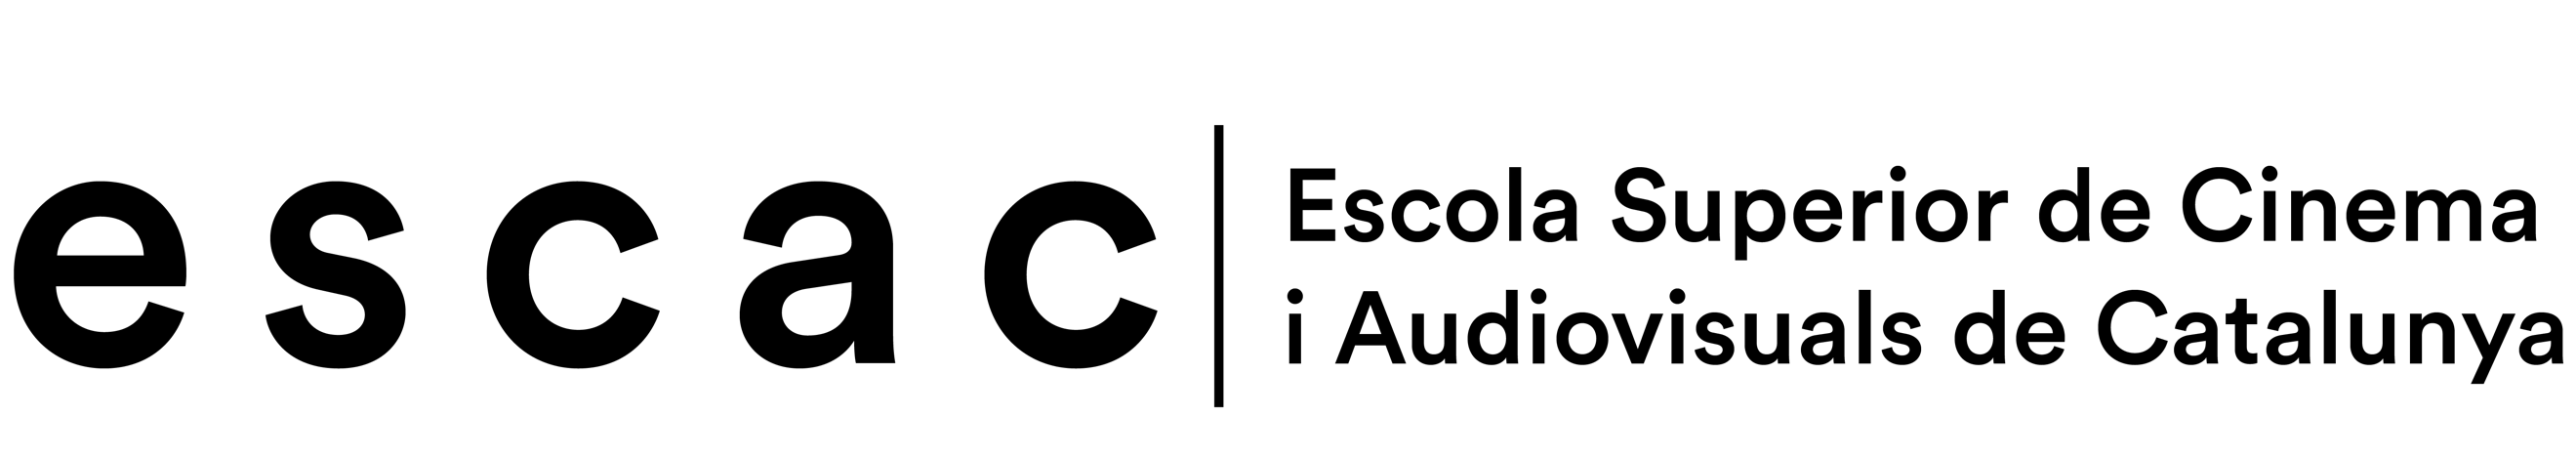 escac
Escola Superior de Cinema
i Audiovisuals de Catalunya